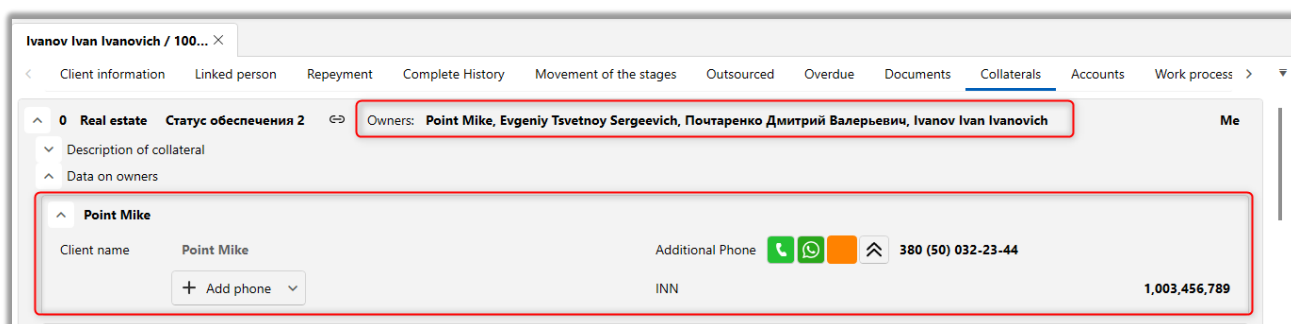 Ivanov Ivan Ivanovich / 100...
Client information Linked person Repeyment Complete History Movement of the stages Outsourced Overdue Documents Collaterals Accounts Work process
0 Real estate Статус обеспечения 2 Owners: Point Mike, Evgeniy Tsvetnoy Sergeevich, Почтаренко Дмитрий Валерьевич, Ivanov Ivan Ivanovich Me
Description of collateral
Data on owners
Point Mike
Client name Point Mike Additional Phone 380 (50) 032-23-44
+ Add phone INN 1,003,456,789